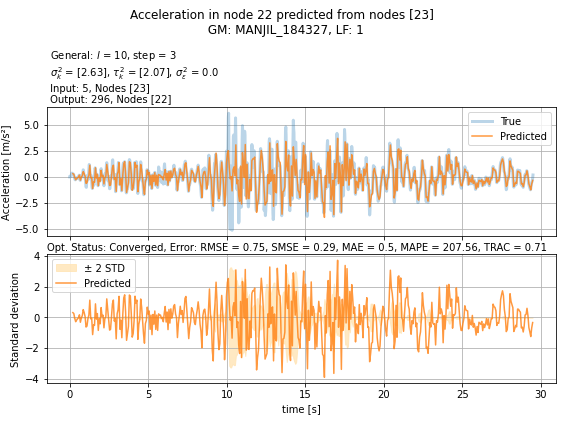 Acceleration in node 22 predicted from nodes [23]
GM: MANJIL_184327, LF: 1
General: l = 10, step = 3
σ²ₖ = [2.63], τ²ₖ = [2.07], σ²ε = 0.0
Input: 5, Nodes [23]
Output: 296, Nodes [22]
Acceleration [m/s²]
5.0
2.5
0.0
−2.5
−5.0
True
Predicted
Opt. Status: Converged, Error: RMSE = 0.75, SMSE = 0.29, MAE = 0.5, MAPE = 207.56, TRAC = 0.71
Standard deviation
4
2
0
−2
−4
± 2 STD
Predicted
0 5 10 15 20 25 30
time [s]